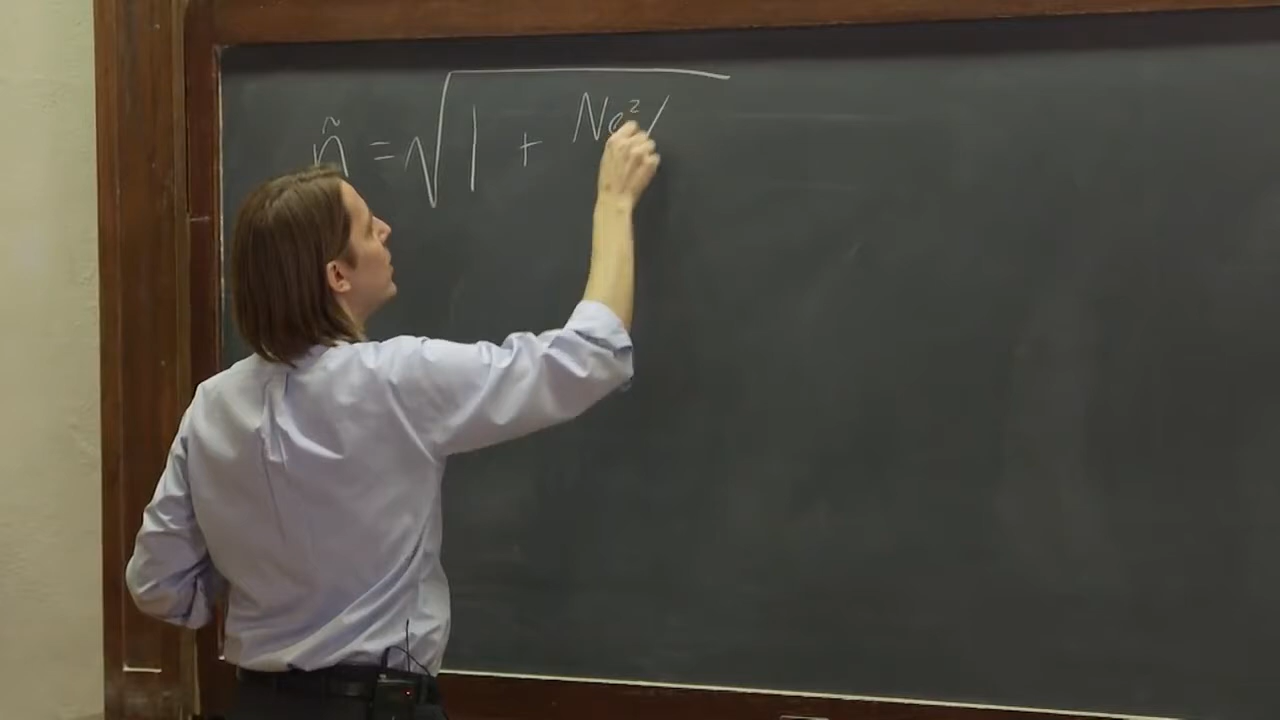 ñ = √1 + Ne²/